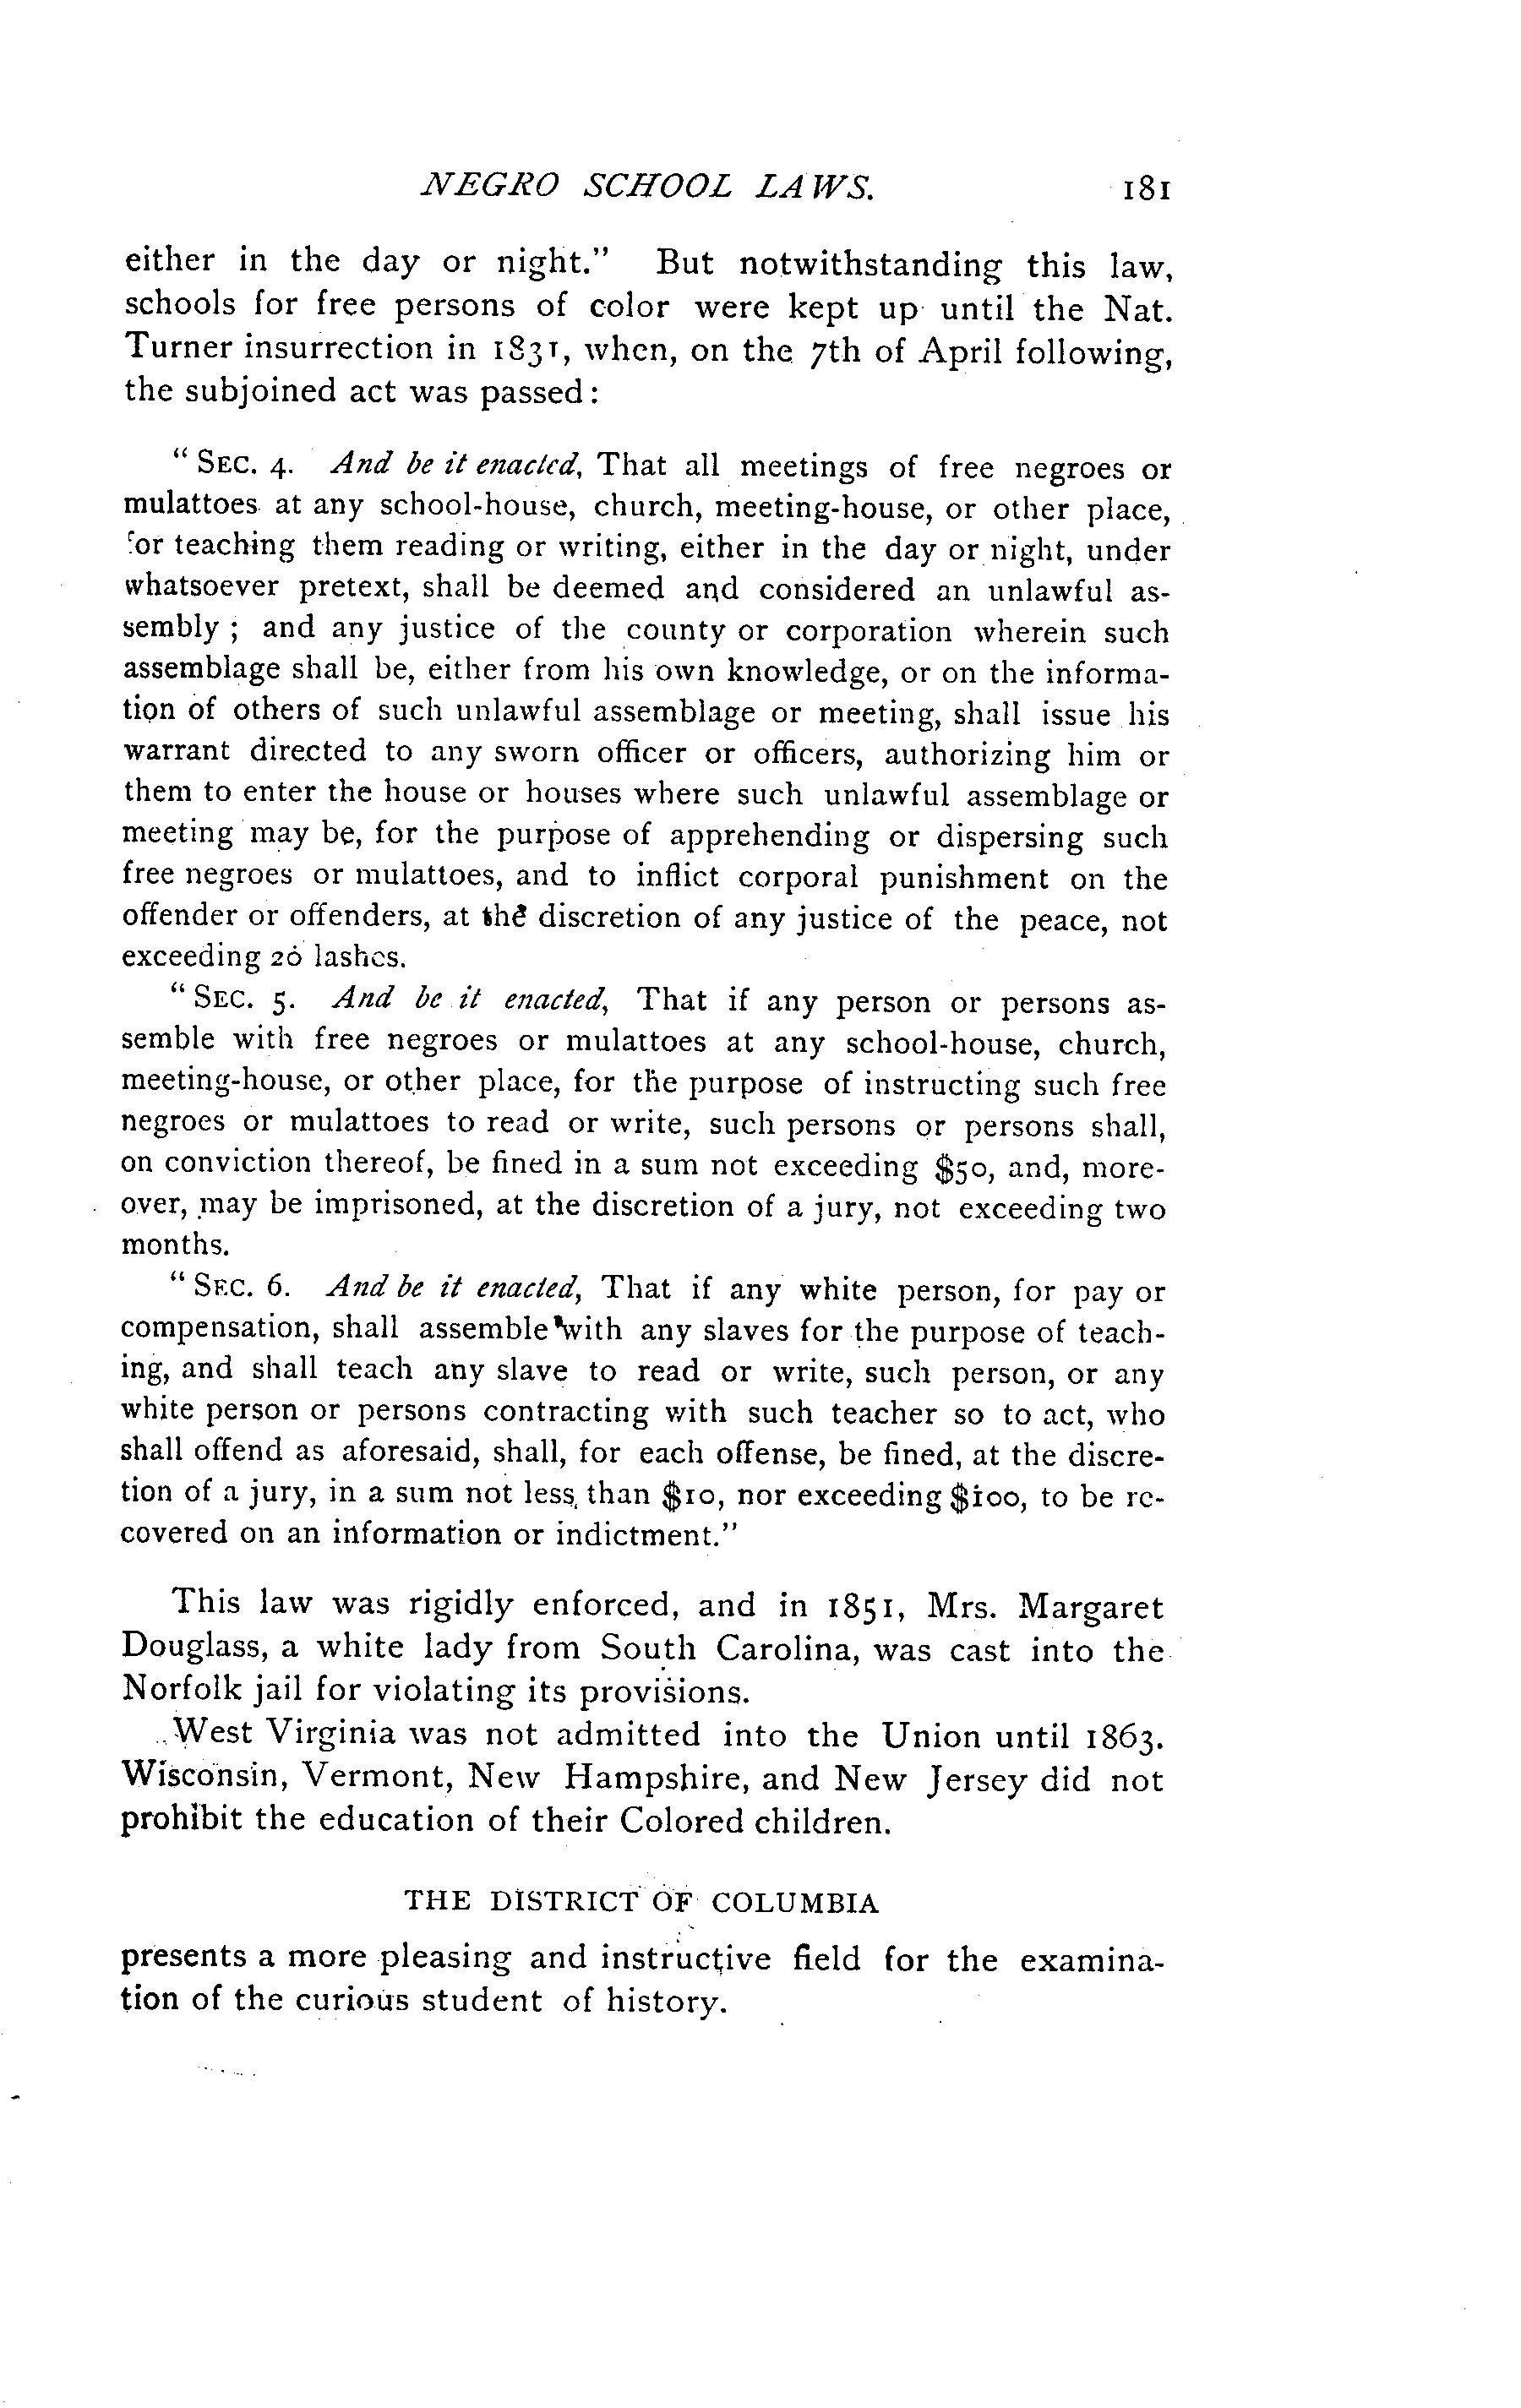 NEGRO SCHOOL LAWS. 181
either in the day or night." But notwithstanding this law,
schools for free persons of color were kept up until the Nat.
Turner insurrection in 1831, when, on the 7th of April following,
the subjoined act was passed:
"SEC. 4. And be it enacted, That all meetings of free negroes or
mulattoes at any school-house, church, meeting-house, or other place,
for teaching them reading or writing, either in the day or night, under
whatsoever pretext, shall be deemed and considered an unlawful as-
sembly; and any justice of the county or corporation wherein such
assemblage shall be, either from his own knowledge, or on the informa-
tion of others of such unlawful assemblage or meeting, shall issue his
warrant directed to any sworn officer or officers, authorizing him or
them to enter the house or houses where such unlawful assemblage or
meeting may be, for the purpose of apprehending or dispersing such
free negroes or mulattoes, and to inflict corporal punishment on the
offender or offenders, at the discretion of any justice of the peace, not
exceeding 20 lashes.
"SEC. 5. And be it enacted, That if any person or persons as-
semble with free negroes or mulattoes at any school-house, church,
meeting-house, or other place, for the purpose of instructing such free
negroes or mulattoes to read or write, such persons or persons shall,
on conviction thereof, be fined in a sum not exceeding $50, and, more-
over, may be imprisoned, at the discretion of a jury, not exceeding two
months.
"SEC. 6. And be it enacted, That if any white person, for pay or
compensation, shall assemble with any slaves for the purpose of teach-
ing, and shall teach any slave to read or write, such person, or any
white person or persons contracting with such teacher so to act, who
shall offend as aforesaid, shall, for each offense, be fined, at the discre-
tion of a jury, in a sum not less than $10, nor exceeding $100, to be re-
covered on an information or indictment."
This law was rigidly enforced, and in 1851, Mrs. Margaret
Douglass, a white lady from South Carolina, was cast into the
Norfolk jail for violating its provisions.
West Virginia was not admitted into the Union until 1863.
Wisconsin, Vermont, New Hampshire, and New Jersey did not
prohibit the education of their Colored children.
THE DISTRICT OF COLUMBIA
presents a more pleasing and instructive field for the examina-
tion of the curious student of history.